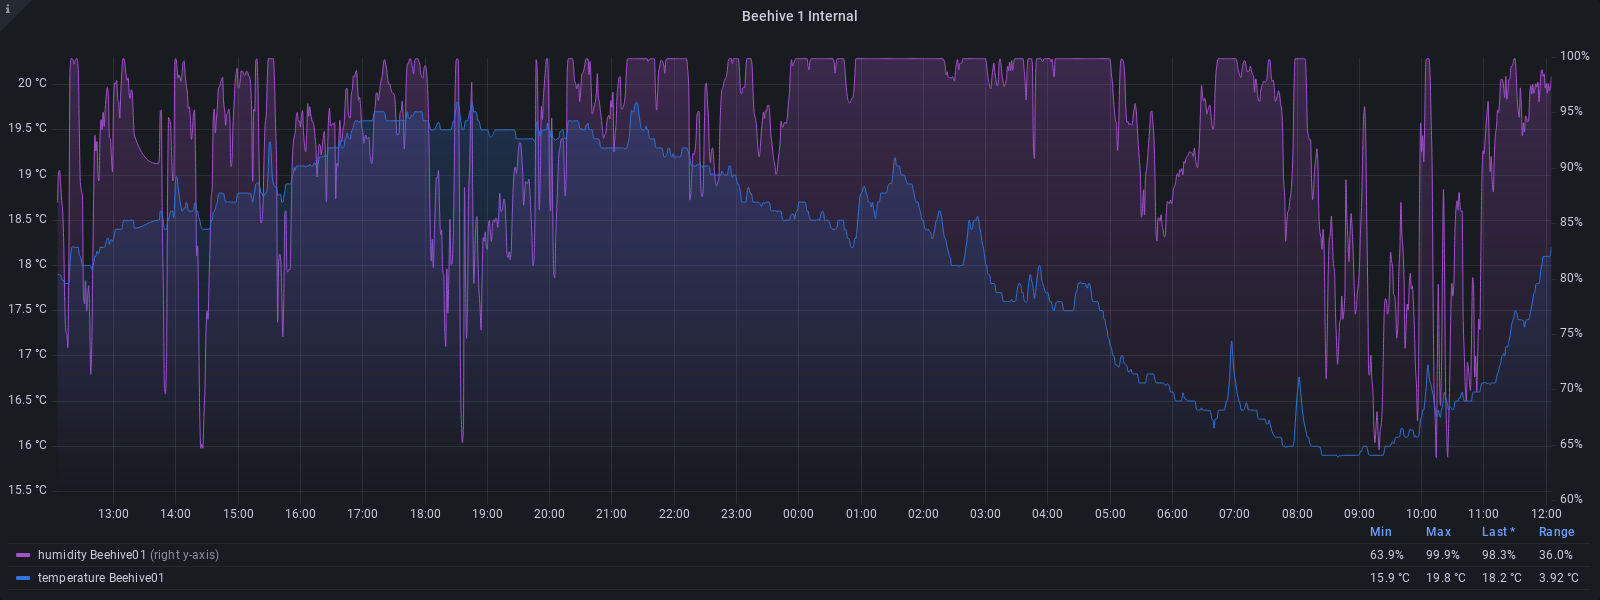 i
Beehive 1 Internal
20 °C
19.5 °C
19 °C
18.5 °C
18 °C
17.5 °C
17 °C
16.5 °C
16 °C
15.5 °C
100%
95%
90%
85%
80%
75%
70%
65%
60%
13:00 14:00 15:00 16:00 17:00 18:00 19:00 20:00 21:00 22:00 23:00 00:00 01:00 02:00 03:00 04:00 05:00 06:00 07:00 08:00 09:00 10:00 11:00 12:00
Min Max Last * Range
humidity Beehive01 (right y-axis) 63.9% 99.9% 98.3% 36.0%
temperature Beehive01 15.9 °C 19.8 °C 18.2 °C 3.92 °C